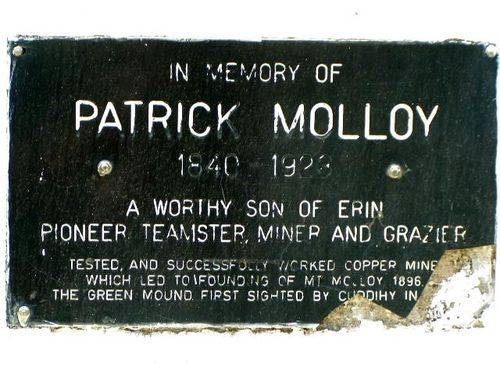 IN MEMORY OF
PATRICK MOLLOY
1840 - 1923
A WORTHY SON OF ERIN
PIONEER TEAMSTER, MINER AND GRAZIER
TESTED, AND SUCCESSFULLY WORKED COPPER MINE
WHICH LED TO FOUNDING OF MT MOLLOY 1896,
THE GREEN MOUND FIRST SIGHTED BY CUDDIHY IN